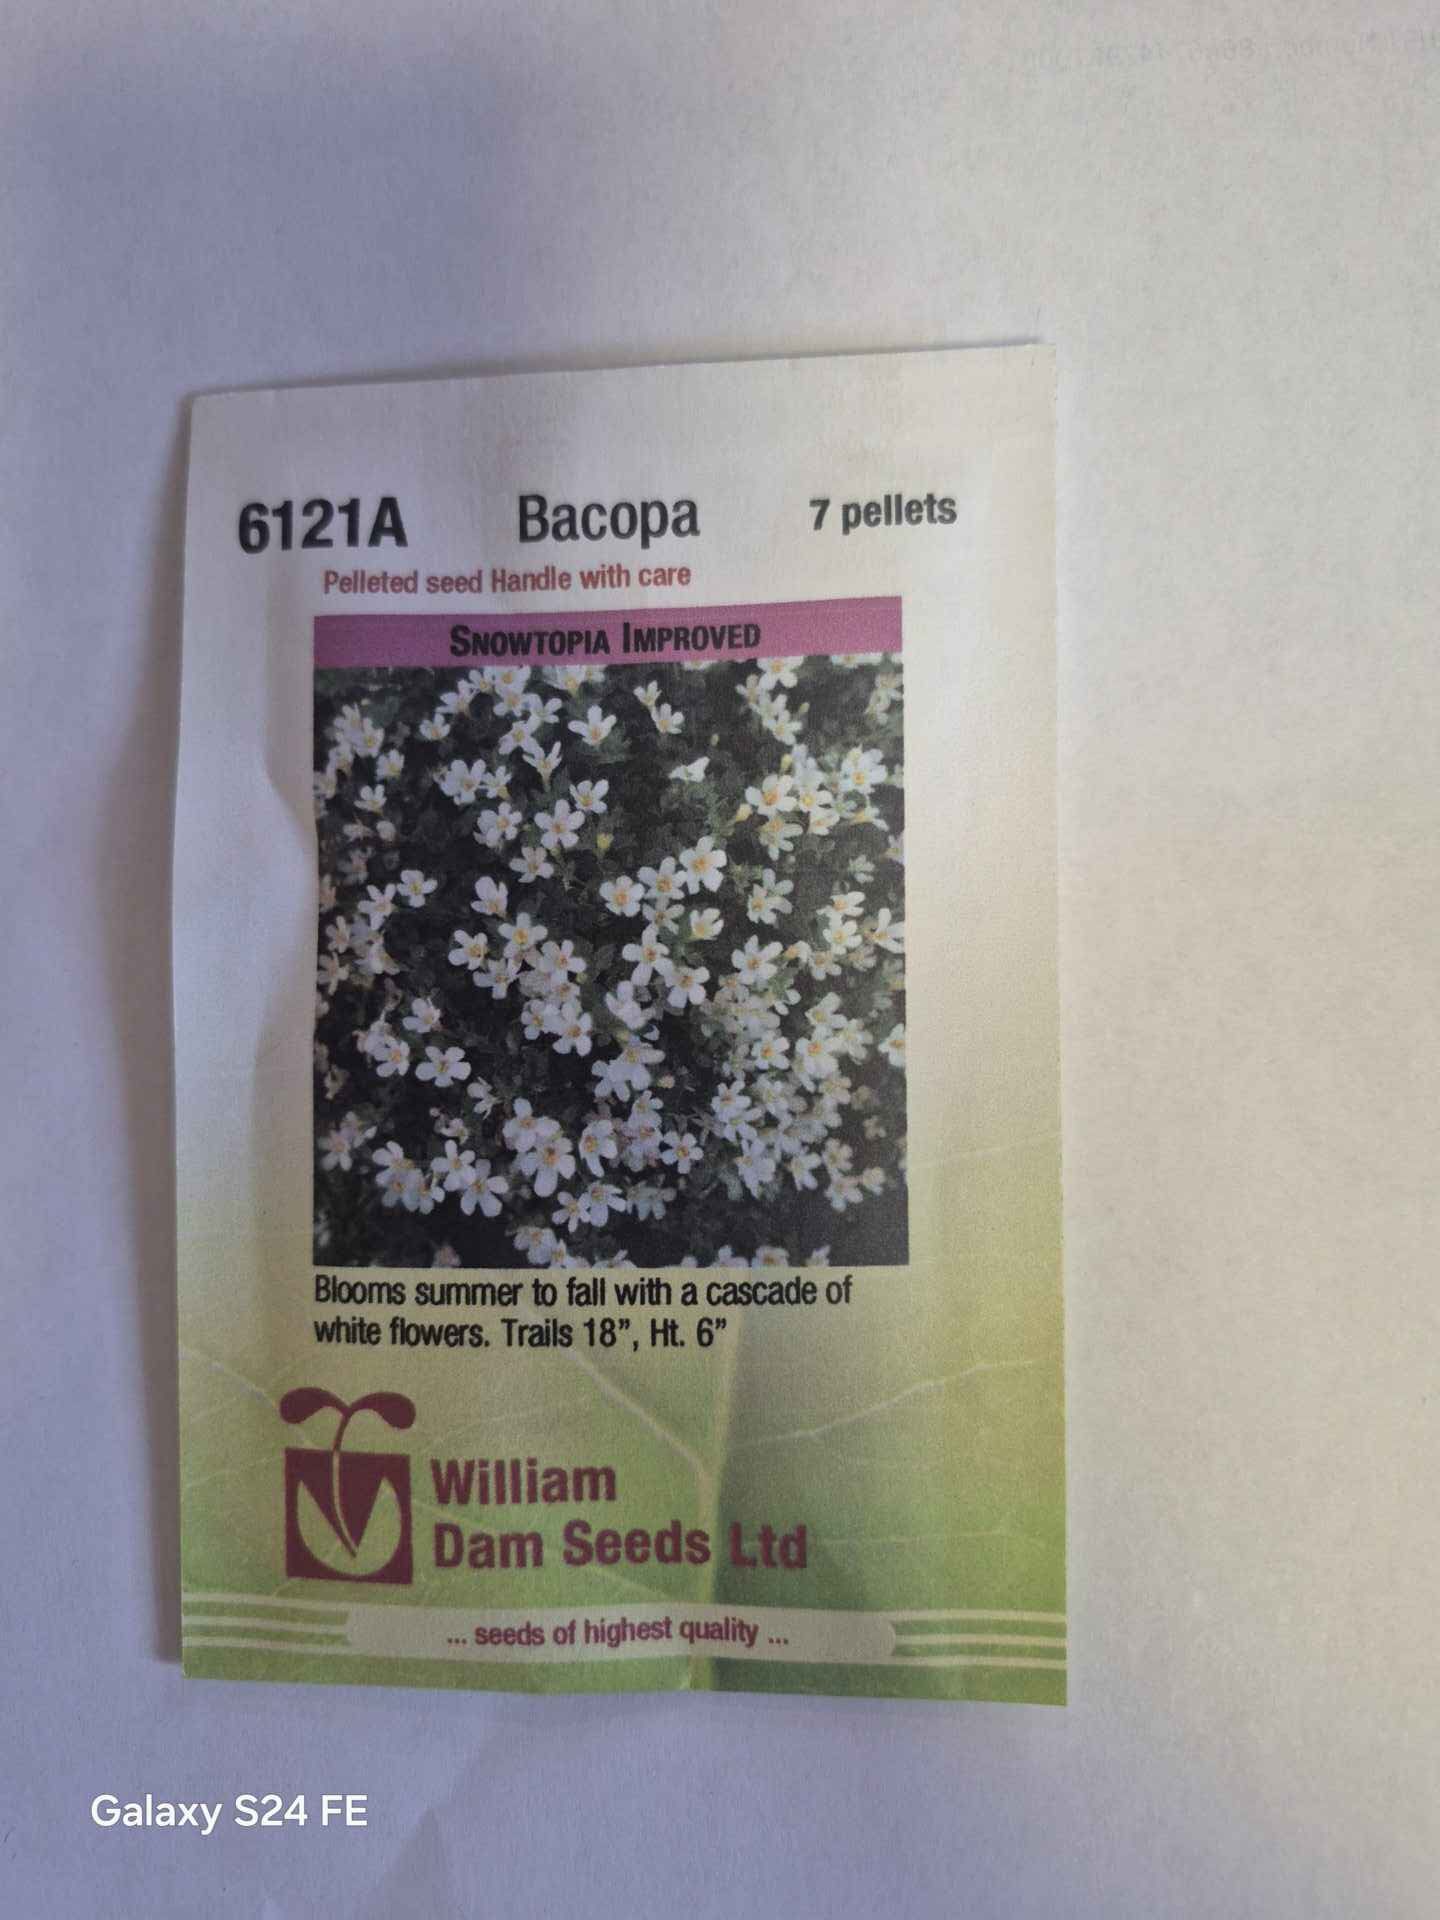 6121A Bacopa 7 pellets
Pelleted seed Handle with care
SNOWTOPIA IMPROVED
Blooms summer to fall with a cascade of
white flowers. Trails 18”, Ht. 6”
William
Dam Seeds Ltd
... seeds of highest quality ...
Galaxy S24 FE